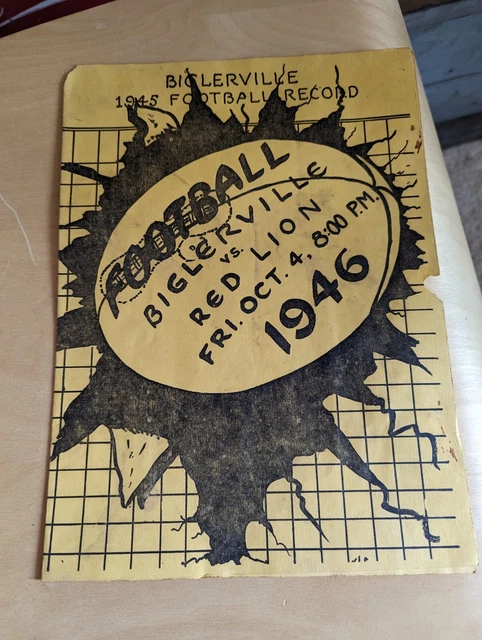 BIGLERVILLE
1945 FOOTBALL RECORD
FOOTBALL
BIGLERVILLE
VS.
RED LION
FRI. OCT. 4, 8:00 P.M.
1946